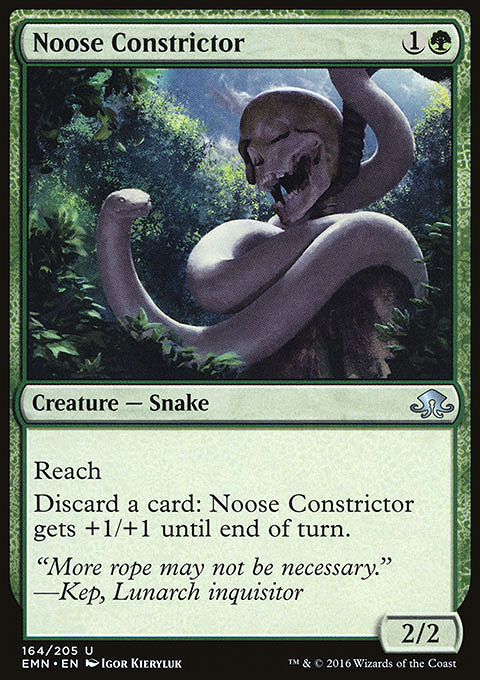 Noose Constrictor 1
Creature — Snake
Reach
Discard a card: Noose Constrictor
gets +1/+1 until end of turn.
“More rope may not be necessary.”
—Kep, Lunarch inquisitor
2/2
164/205 U
EMN • EN Igor Kieryluk
™ & © 2016 Wizards of the Coast